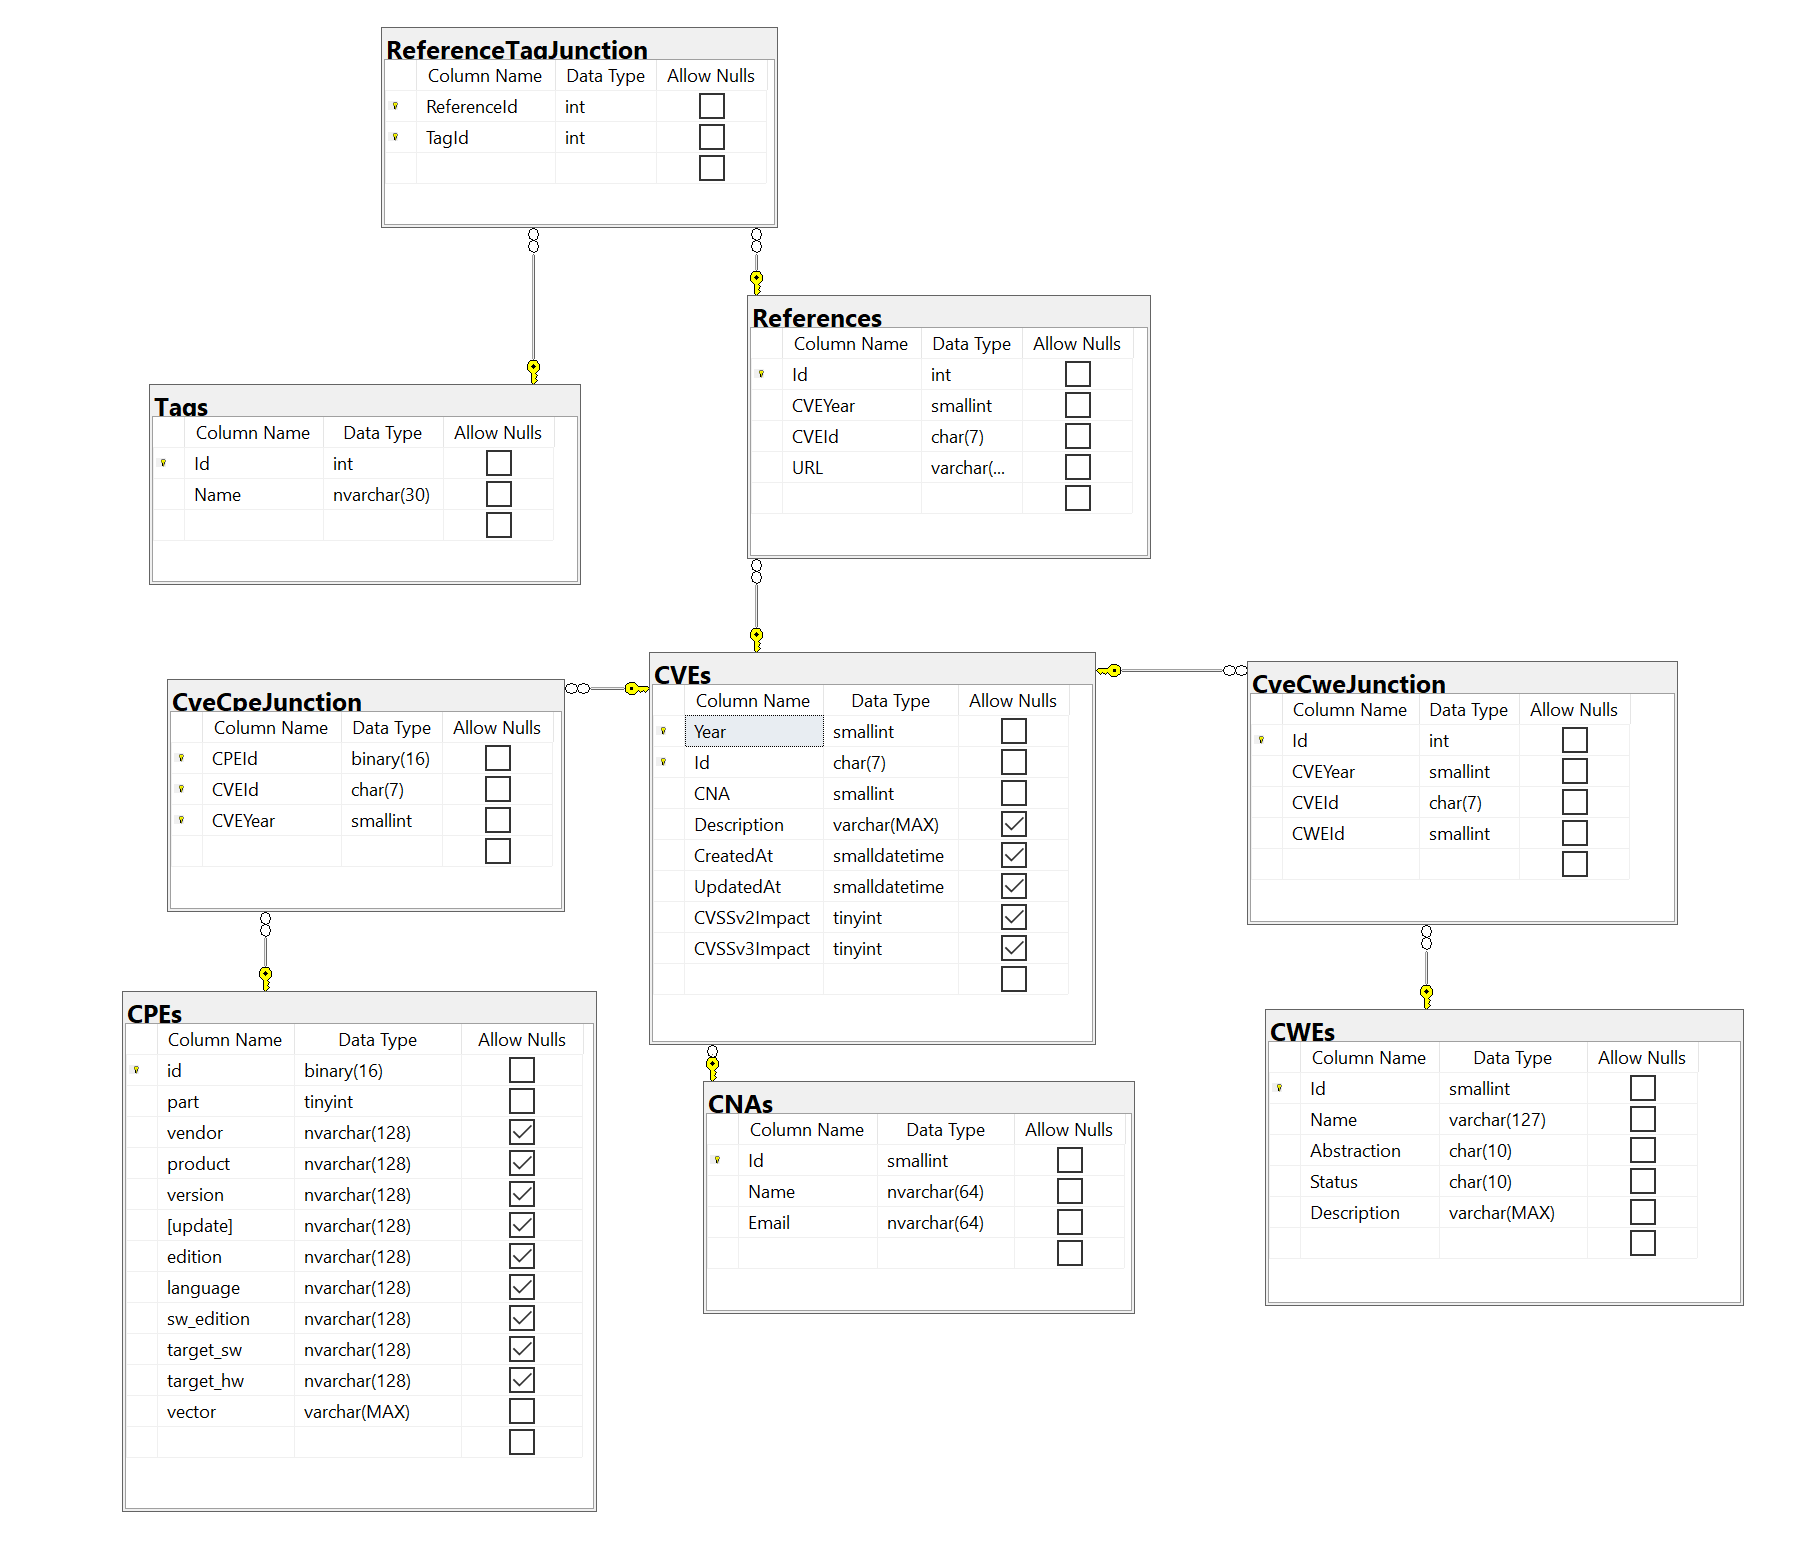 ReferenceTagJunction
Column Name Data Type Allow Nulls
ReferenceId int
TagId int
References
Column Name Data Type Allow Nulls
Id int
CVEYear smallint
CVEId char(7)
URL varchar(...
Tags
Column Name Data Type Allow Nulls
Id int
Name nvarchar(30)
CveCpeJunction
Column Name Data Type Allow Nulls
CPEId binary(16)
CVEId char(7)
CVEYear smallint
CVEs
Column Name Data Type Allow Nulls
Year smallint
Id char(7)
CNA smallint
Description varchar(MAX)
CreatedAt smalldatetime
UpdatedAt smalldatetime
CVSSv2Impact tinyint
CVSSv3Impact tinyint
CveCweJunction
Column Name Data Type Allow Nulls
Id int
CVEYear smallint
CVEId char(7)
CWEId smallint
CPEs
Column Name Data Type Allow Nulls
id binary(16)
part tinyint
vendor nvarchar(128)
product nvarchar(128)
version nvarchar(128)
[update] nvarchar(128)
edition nvarchar(128)
language nvarchar(128)
sw_edition nvarchar(128)
target_sw nvarchar(128)
target_hw nvarchar(128)
vector varchar(MAX)
CNAs
Column Name Data Type Allow Nulls
Id smallint
Name nvarchar(64)
Email nvarchar(64)
CWEs
Column Name Data Type Allow Nulls
Id smallint
Name varchar(127)
Abstraction char(10)
Status char(10)
Description varchar(MAX)